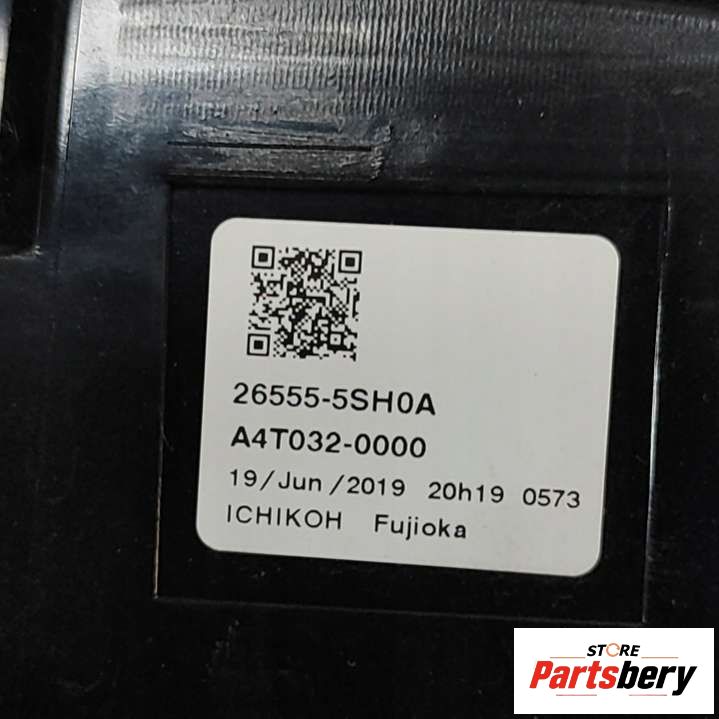 26555-5SH0A
A4T032-0000
19/Jun/2019 20h19 0573
ICHIKOH Fujioka
STORE
Partsbery